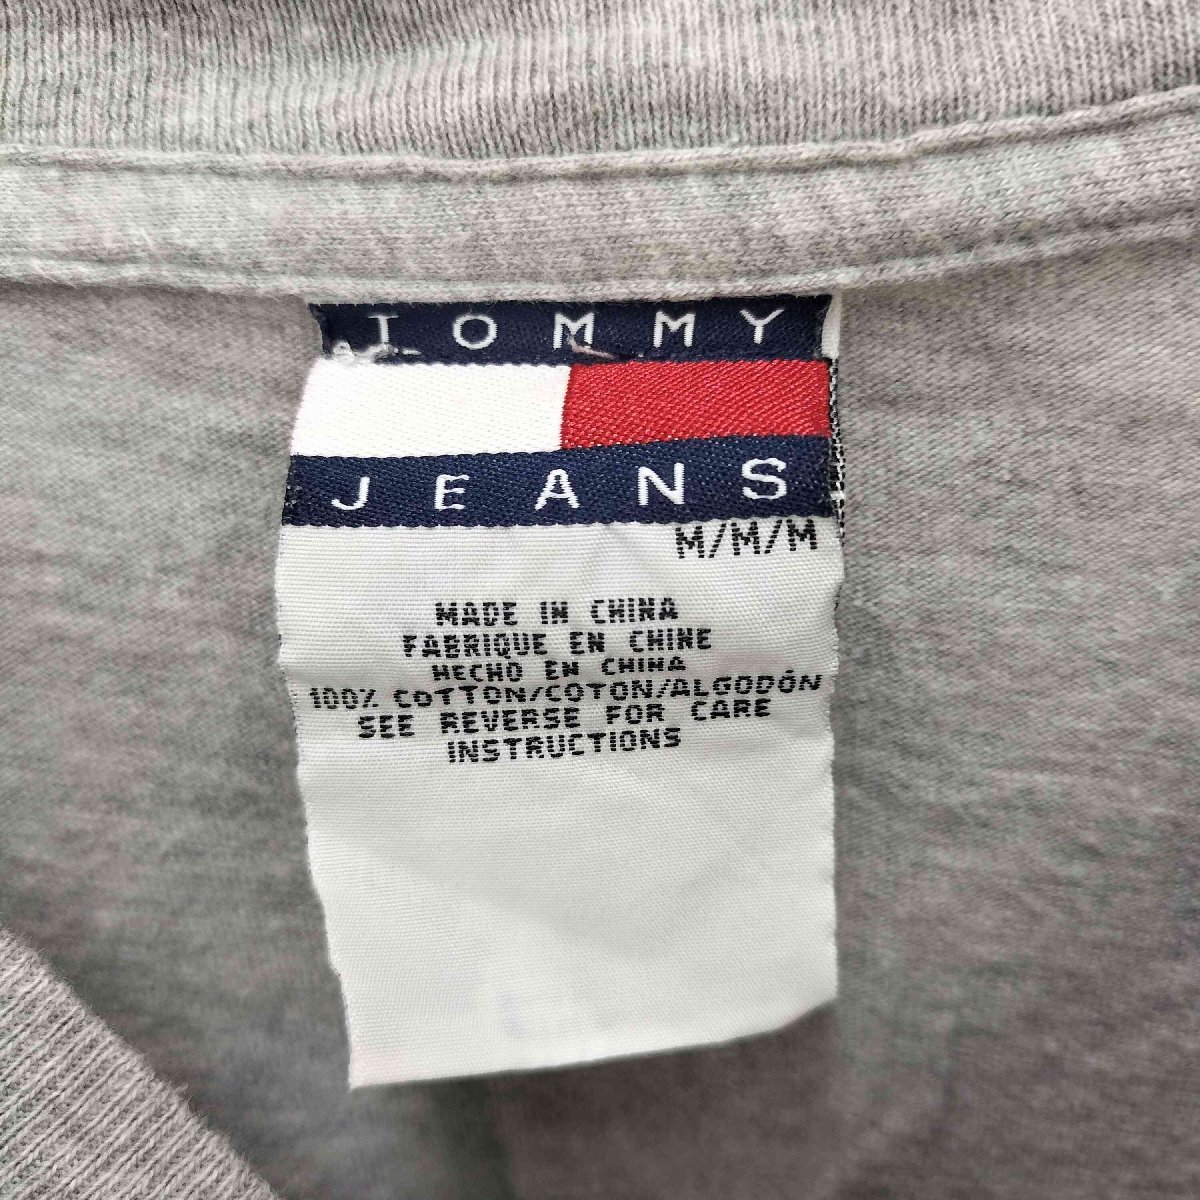 TOMMY
JEANS
M/M/M
MADE IN CHINA
FABRIQUE EN CHINE
HECHO EN CHINA
100% COTTON/COTON/ALGODÓN
SEE REVERSE FOR CARE
INSTRUCTIONS